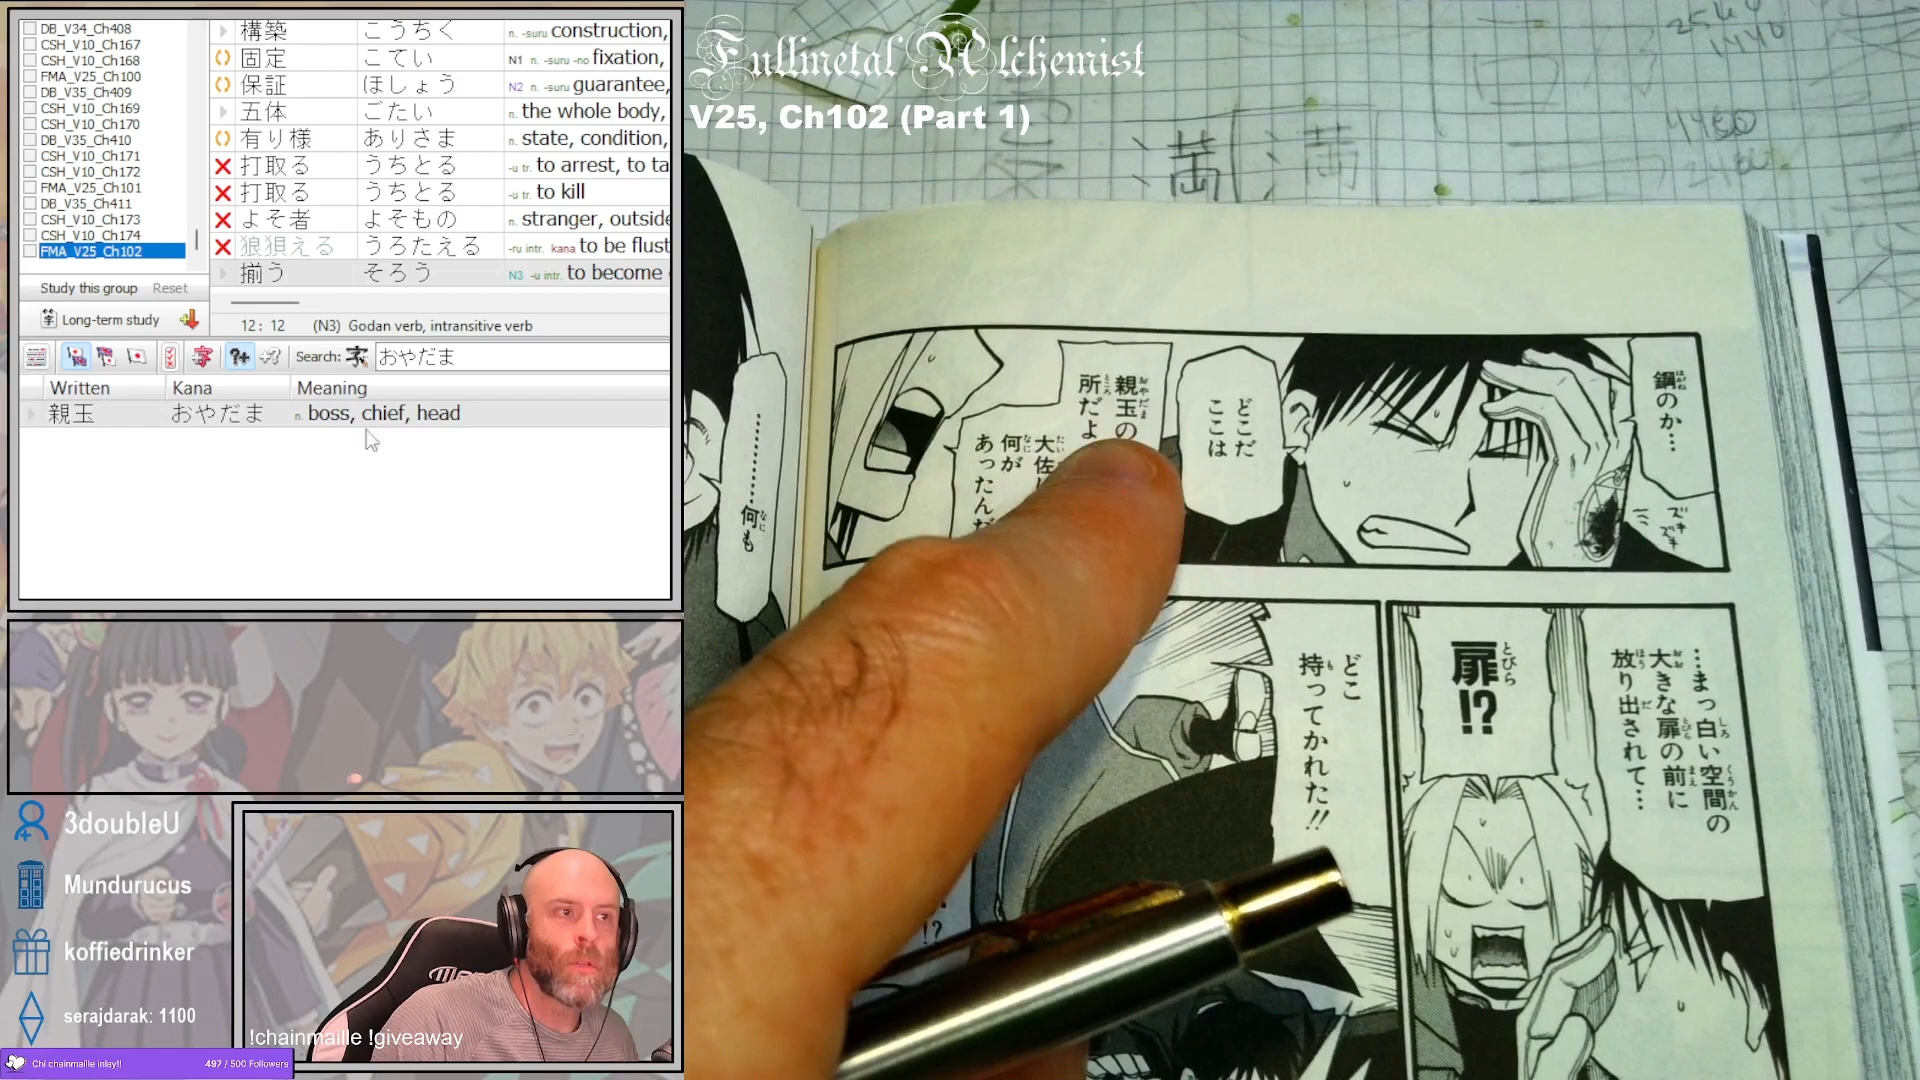 DB_V34_Ch408
CSH_V10_Ch167
CSH_V10_Ch168
FMA_V25_Ch100
DB_V35_Ch409
CSH_V10_Ch169
CSH_V10_Ch170
DB_V35_Ch410
CSH_V10_Ch171
CSH_V10_Ch172
FMA_V25_Ch101
DB_V35_Ch411
CSH_V10_Ch173
CSH_V10_Ch174
FMA_V25_Ch102
Study this group Reset
Long-term study
構築 こうちく n. -suru construction,
固定 こてい N1 n. -suru -no fixation,
保証 ほしょう N2 n. -suru guarantee,
五体 ごたい n. the whole body,
有り様 ありさま n. state, condition,
打取る うちとる -u tr. to arrest, to ta
打取る うちとる -u tr. to kill
よそ者 よそもの n. stranger, outside
狼狽える うろたえる -ru intr. kana to be flust
揃う そろう N3 -u intr. to become
12: 12 (N3) Godan verb, intransitive verb
Search: おやだま
Written Kana Meaning
親玉 おやだま n. boss, chief, head
3doubleU
Mundurucus
koffiedrinker
serajdarak: 1100
Chi chainmaille inlay!! 497 / 500 Followers
!chainmaille !giveaway
Fullmetal Alchemist
V25, Ch102 (Part 1)
満 満
鋼のか…
ズキ
ズキ
どこだ
ここは
親玉の
所だよ
大佐
何が
あったんだ
………何も
…まっ白い空間の
大きな扉の前に
放り出されて…
扉!?
どこ
持ってかれた!!
!?